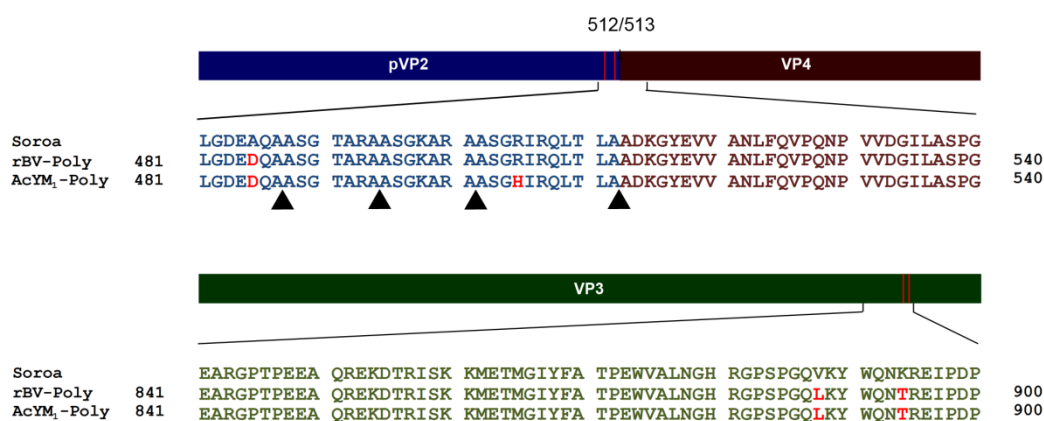 512/513
pVP2 VP4
Soroa LGDEAQAASG TARAASGKAR AASGRIRQLT LAADKGYEVV ANLFQVPQNP VVDGILASPG
rBV-Poly 481 LGDEDQAASG TARAASGKAR AASGRIRQLT LAADKGYEVV ANLFQVPQNP VVDGILASPG 540
AcYM₁-Poly 481 LGDEDQAASG TARAASGKAR AASGHIRQLT LAADKGYEVV ANLFQVPQNP VVDGILASPG 540
VP3
Soroa EARGPTPEEA QREKDTRISK KMETMGIYFA TPEWVALNGH RGPSPGQVKY WQNKREIPDP
rBV-Poly 841 EARGPTPEEA QREKDTRISK KMETMGIYFA TPEWVALNGH RGPSPGQLKY WQNTREIPDP 900
AcYM₁-Poly 841 EARGPTPEEA QREKDTRISK KMETMGIYFA TPEWVALNGH RGPSPGQLKY WQNTREIPDP 900